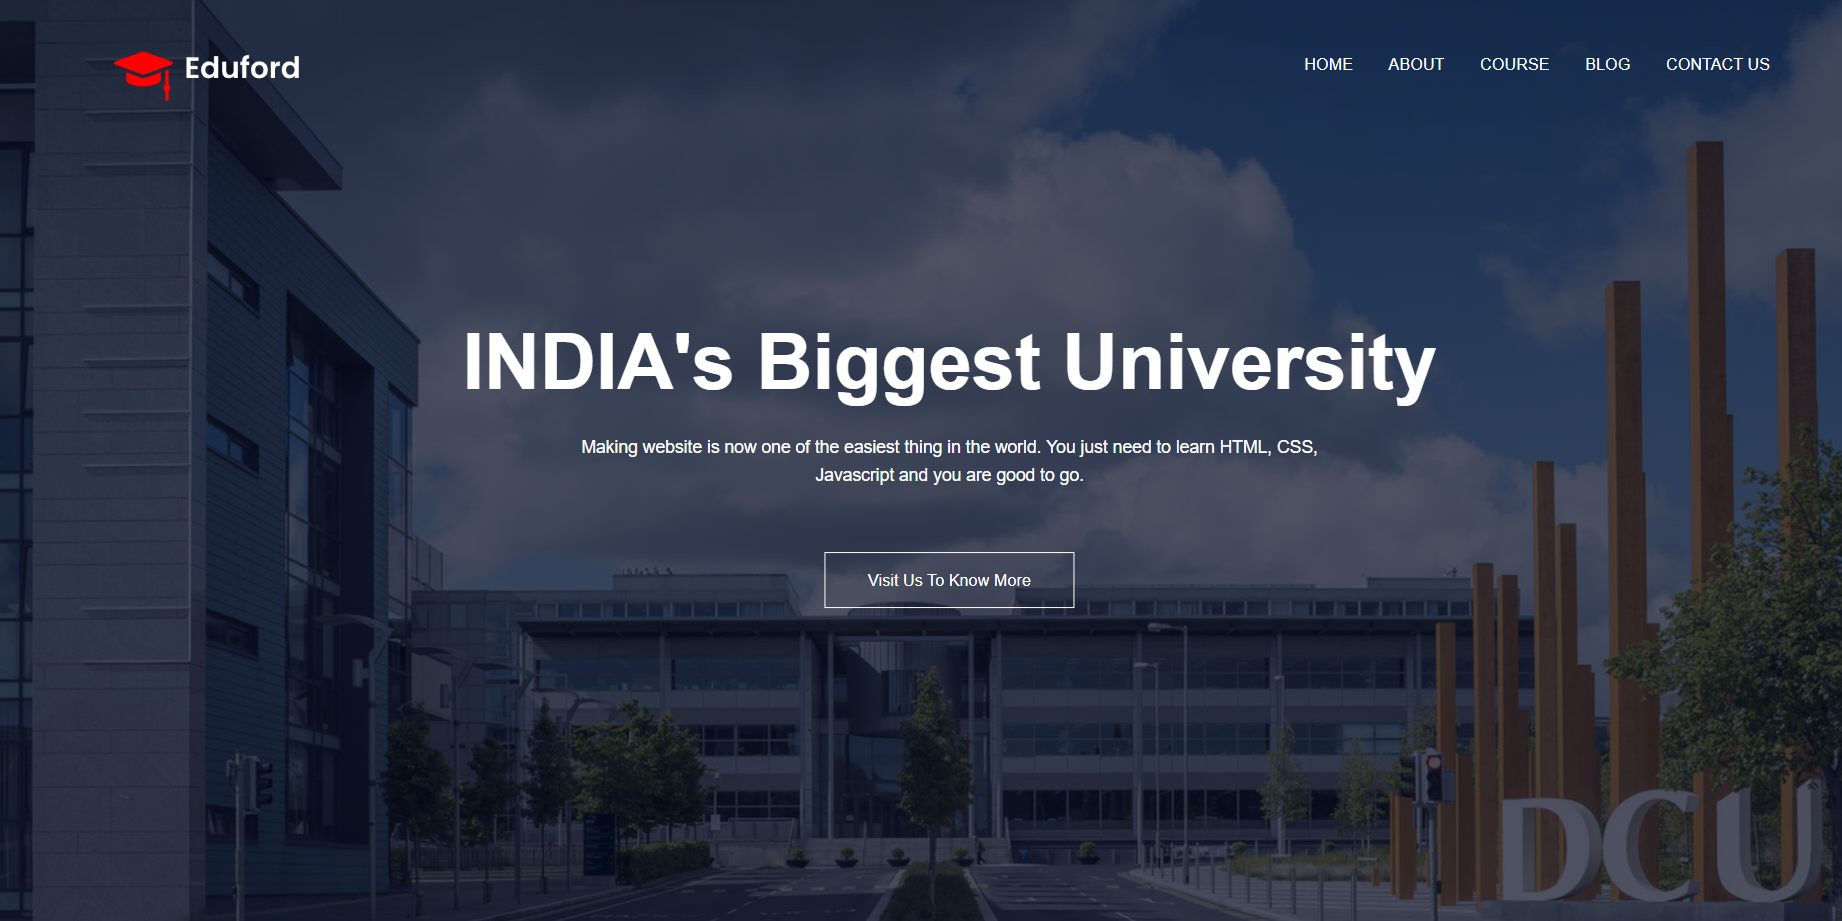 Eduford
HOME ABOUT COURSE BLOG CONTACT US
INDIA's Biggest University
Making website is now one of the easiest thing in the world. You just need to learn HTML, CSS,
Javascript and you are good to go.
Visit Us To Know More
DCU